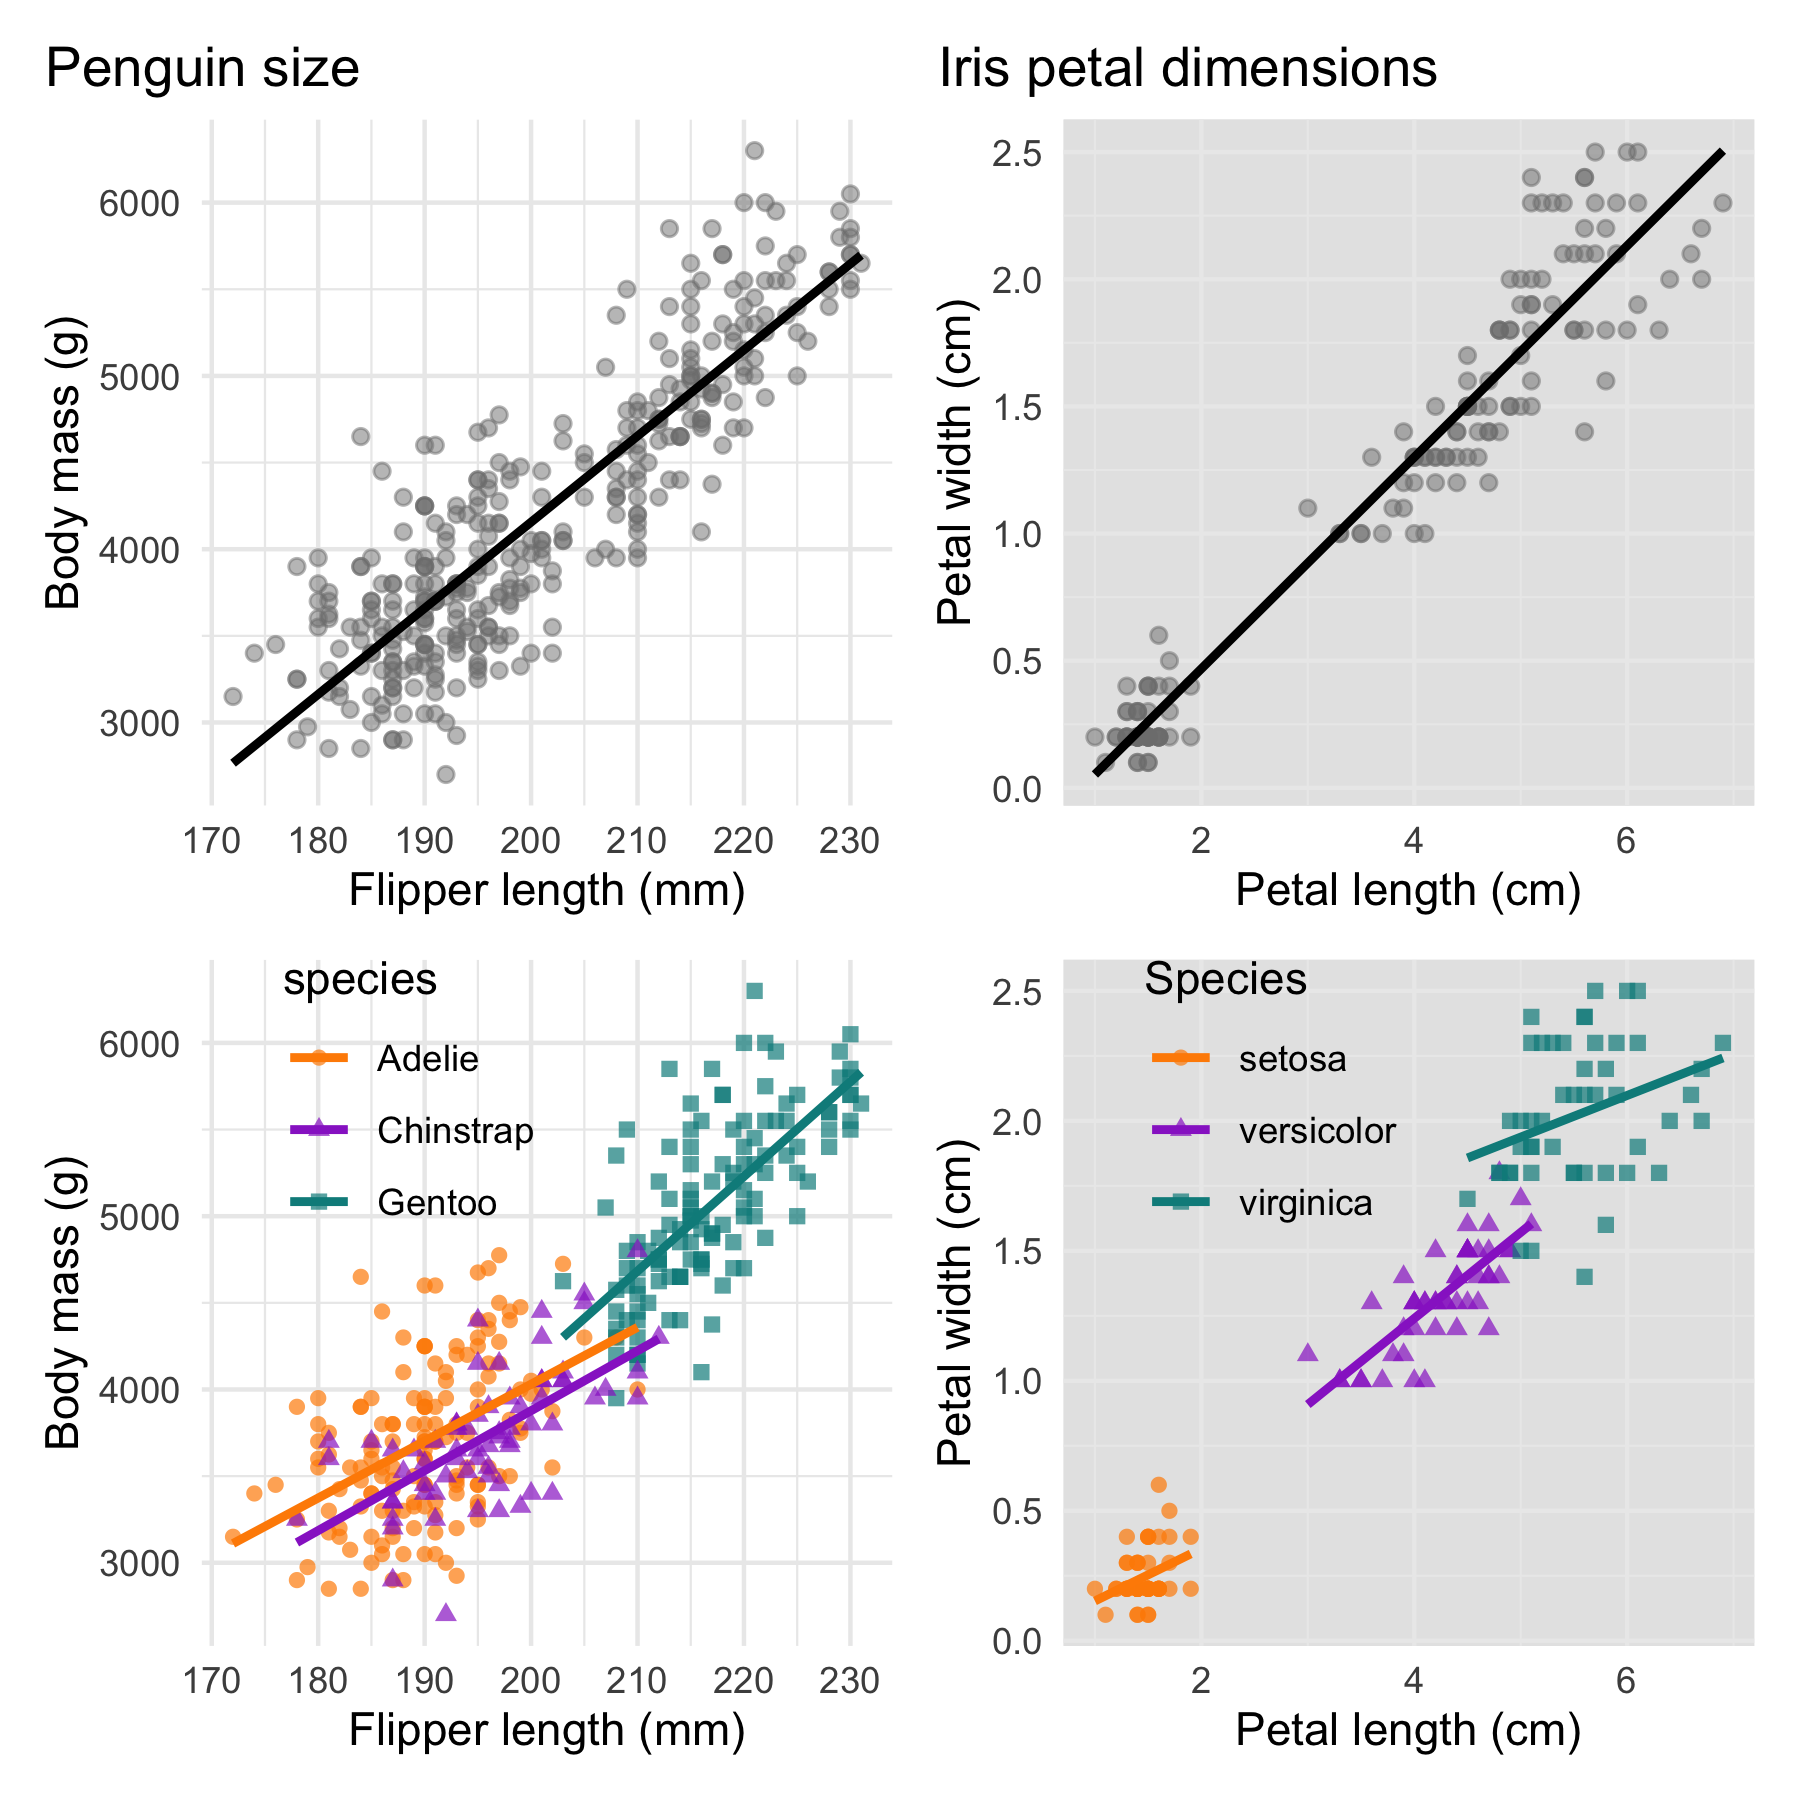 Penguin size
Body mass (g)
6000
5000
4000
3000
170 180 190 200 210 220 230
Flipper length (mm)
Iris petal dimensions
Petal width (cm)
2.5
2.0
1.5
1.0
0.5
0.0
2 4 6
Petal length (cm)
species
Adelie
Chinstrap
Gentoo
Body mass (g)
6000
5000
4000
3000
170 180 190 200 210 220 230
Flipper length (mm)
Species
setosa
versicolor
virginica
Petal width (cm)
2.5
2.0
1.5
1.0
0.5
0.0
2 4 6
Petal length (cm)